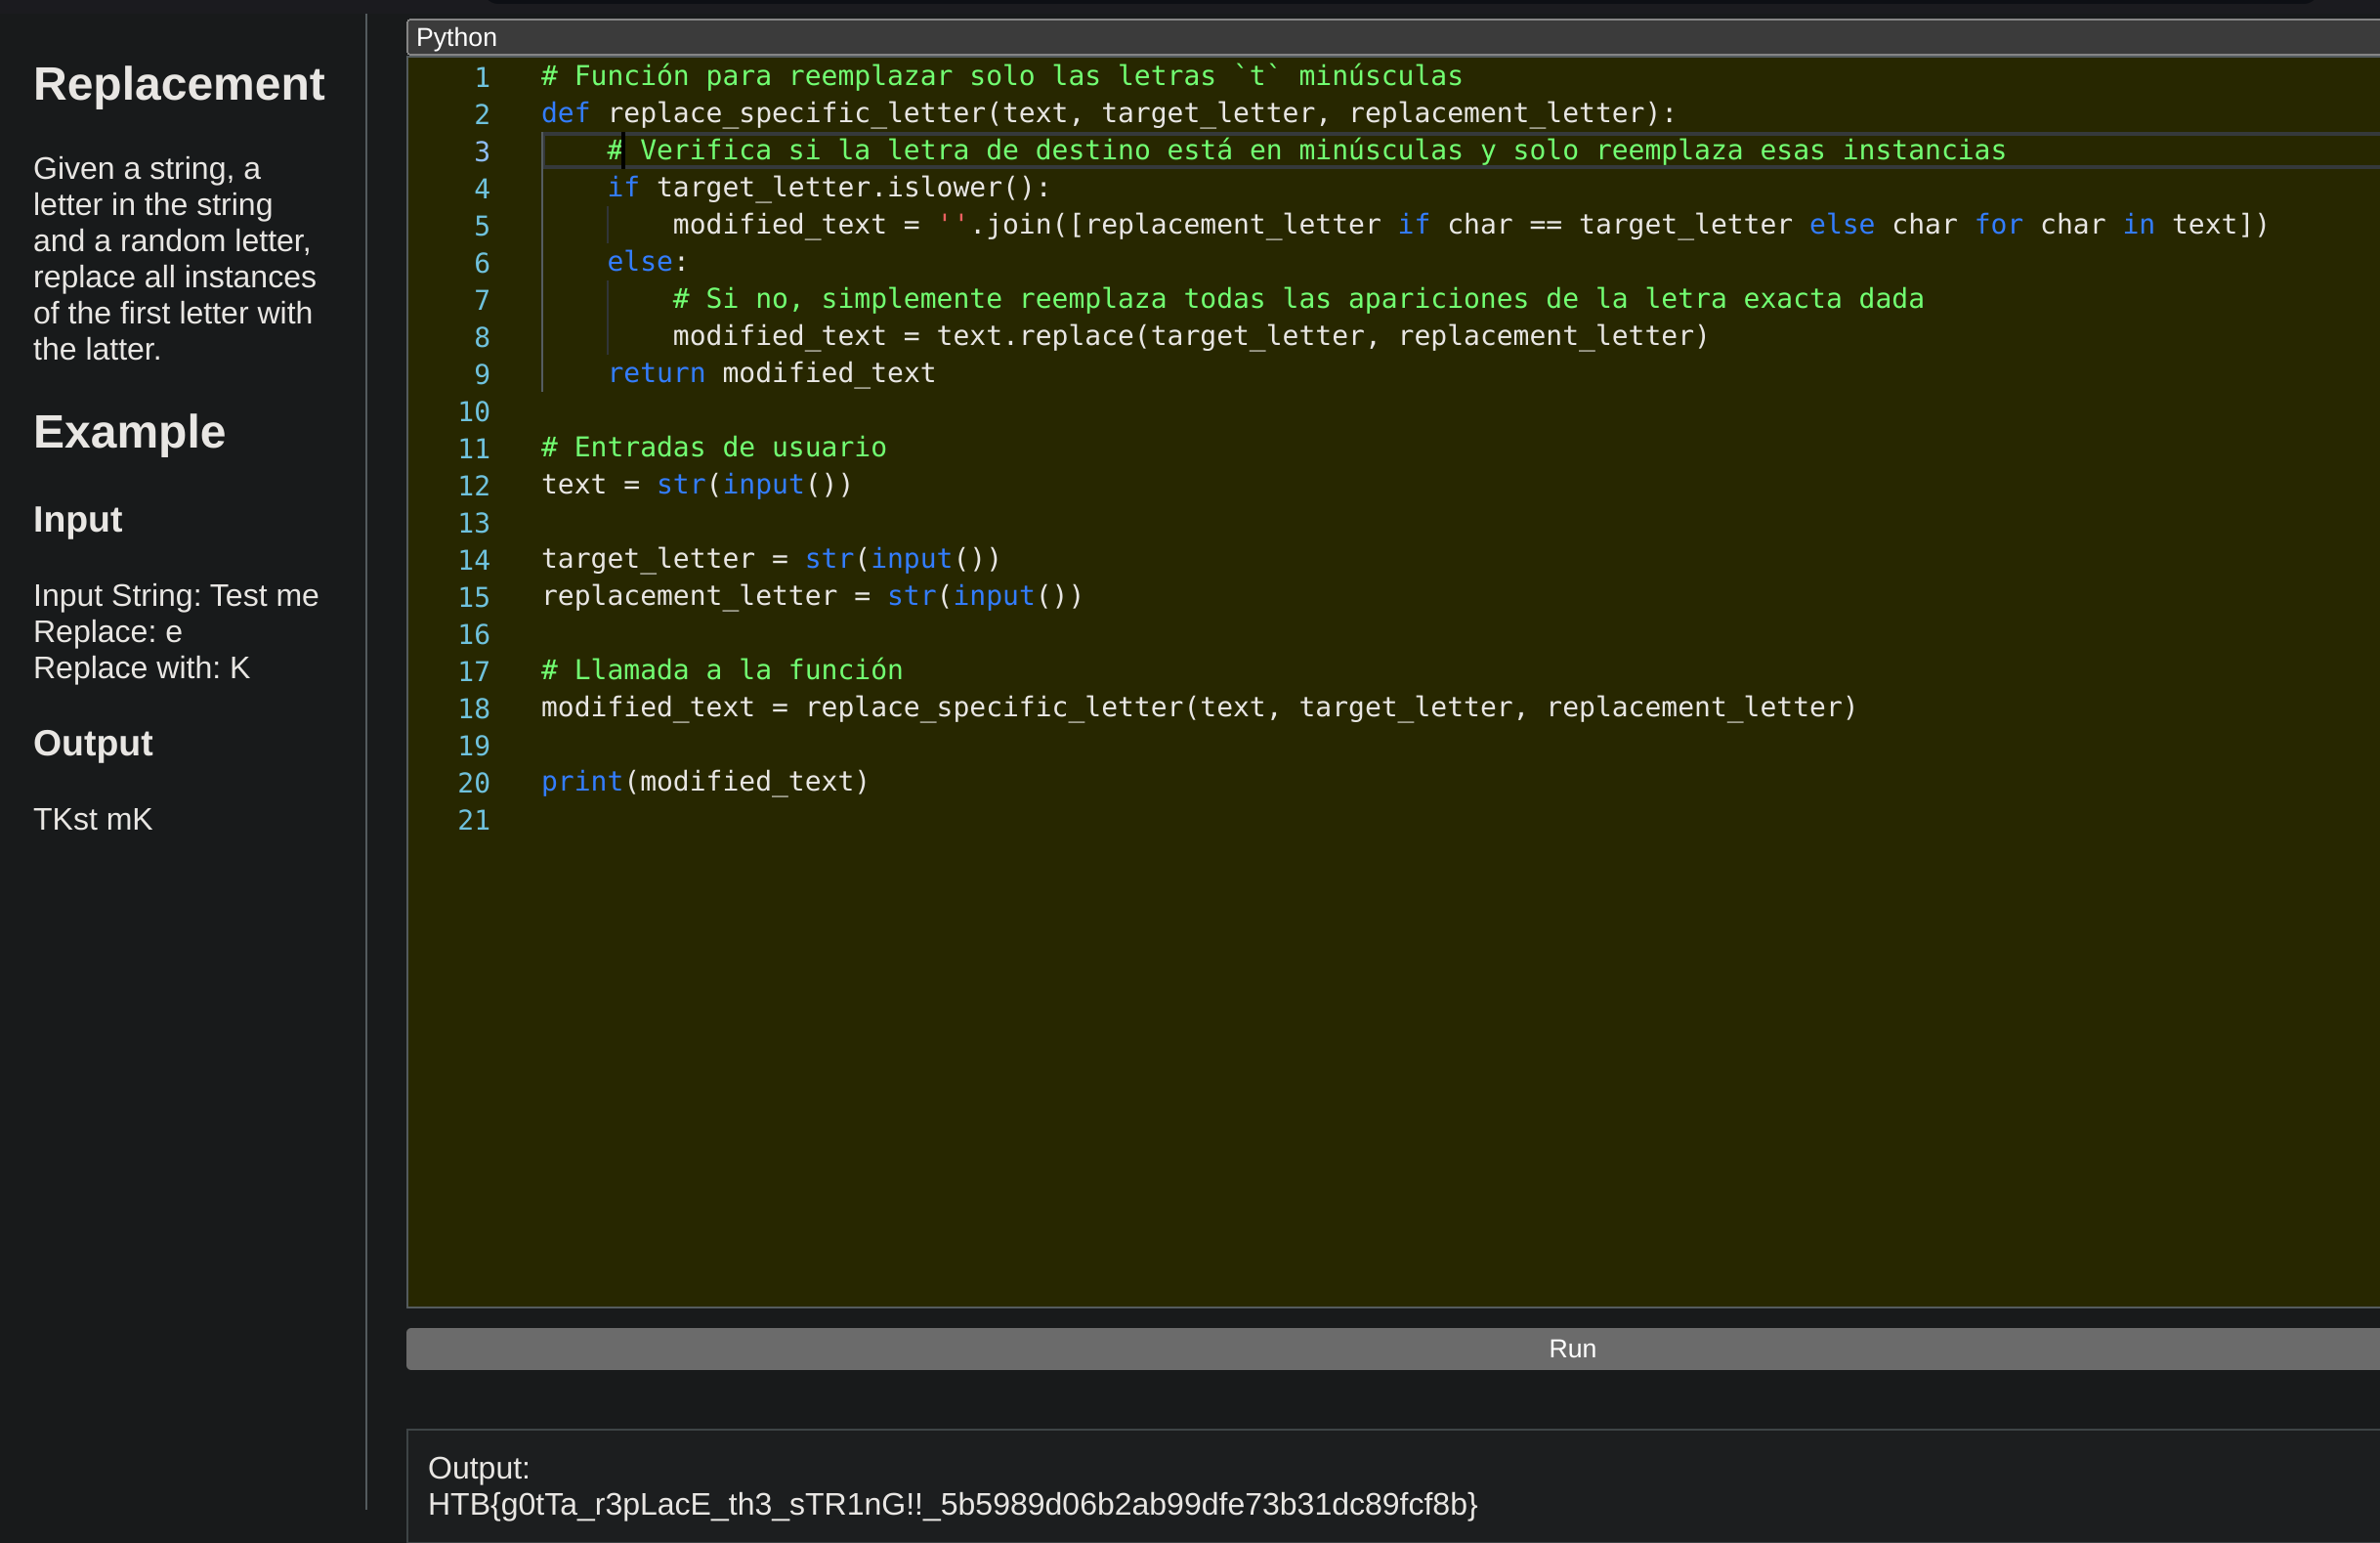 Replacement
Given a string, a
letter in the string
and a random letter,
replace all instances
of the first letter with
the latter.
Example
Input
Input String: Test me
Replace: e
Replace with: K
Output
TKst mK
Python
1 # Función para reemplazar solo las letras `t` minúsculas
2 def replace_specific_letter(text, target_letter, replacement_letter):
3     # Verifica si la letra de destino está en minúsculas y solo reemplaza esas instancias
4     if target_letter.islower():
5         modified_text = ''.join([replacement_letter if char == target_letter else char for char in text])
6     else:
7         # Si no, simplemente reemplaza todas las apariciones de la letra exacta dada
8         modified_text = text.replace(target_letter, replacement_letter)
9     return modified_text
10
11 # Entradas de usuario
12 text = str(input())
13
14 target_letter = str(input())
15 replacement_letter = str(input())
16
17 # Llamada a la función
18 modified_text = replace_specific_letter(text, target_letter, replacement_letter)
19
20 print(modified_text)
21
Run
Output:
HTB{g0tTa_r3pLacE_th3_sTR1nG!!_5b5989d06b2ab99dfe73b31dc89fcf8b}